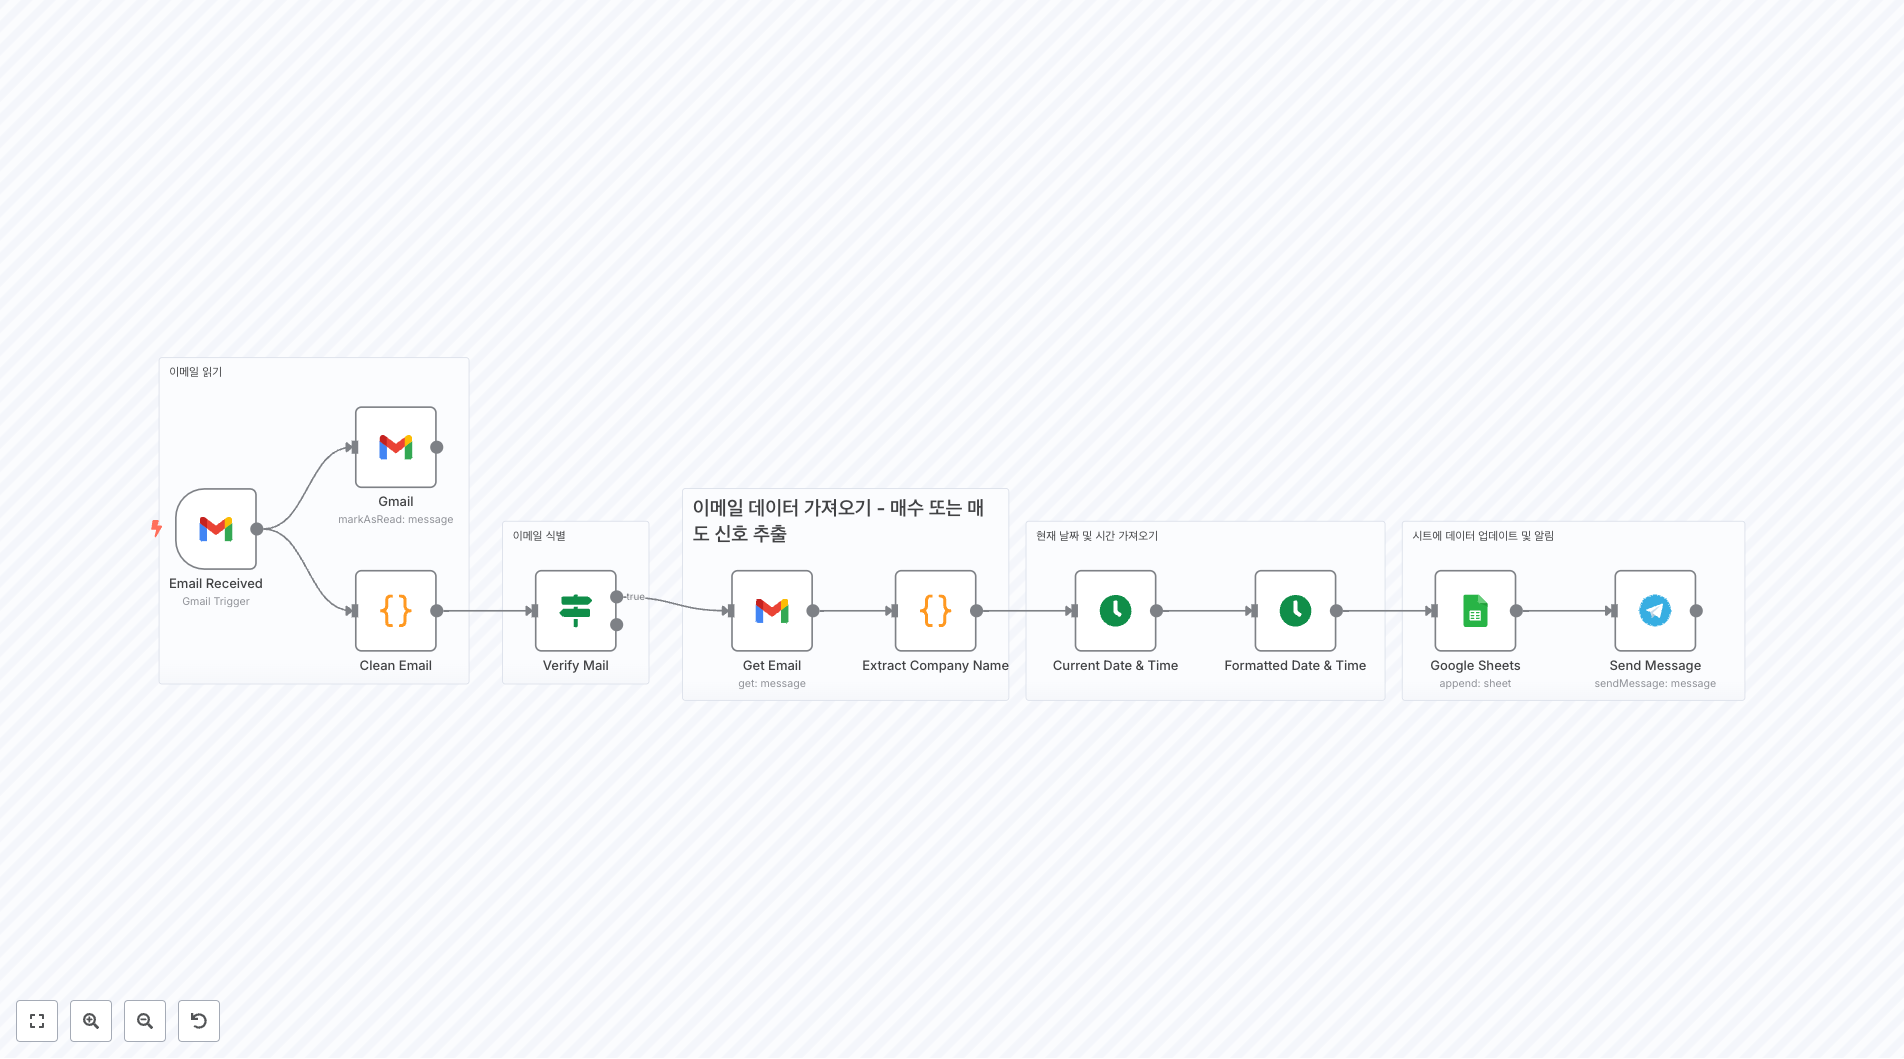 이메일 읽기
Gmail
markAsRead: message
Email Received
Gmail Trigger
Clean Email
이메일 식별
true
Verify Mail
이메일 데이터 가져오기 - 매수 또는 매
도 신호 추출
Get Email
get: message
Extract Company Name
현재 날짜 및 시간 가져오기
Current Date & Time
Formatted Date & Time
시트에 데이터 업데이트 및 알림
Google Sheets
append: sheet
Send Message
sendMessage: message